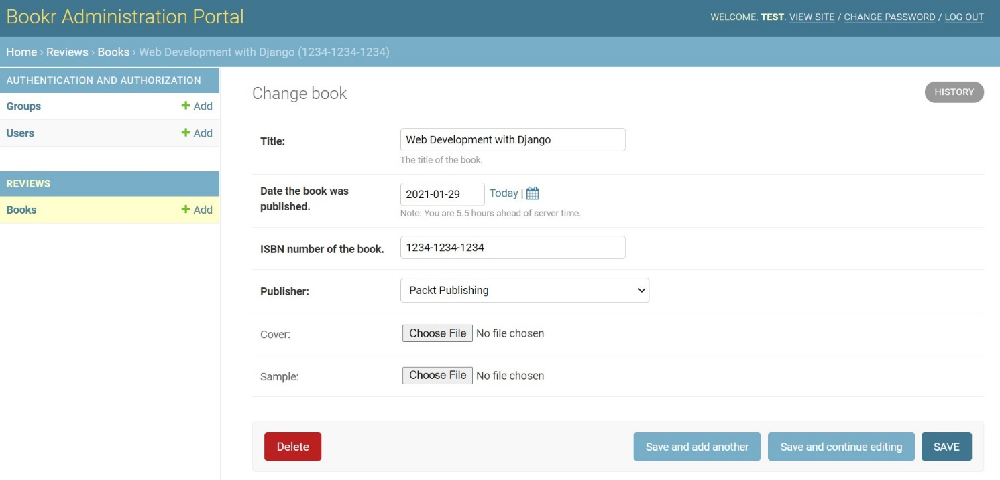 Bookr Administration Portal
WELCOME, TEST. VIEW SITE / CHANGE PASSWORD / LOG OUT
Home › Reviews › Books › Web Development with Django (1234-1234-1234)
AUTHENTICATION AND AUTHORIZATION
Groups + Add
Users + Add
REVIEWS
Books + Add
Change book
HISTORY
Title: Web Development with Django
The title of the book.
Date the book was
published.
2021-01-29 Today |
Note: You are 5.5 hours ahead of server time.
ISBN number of the book. 1234-1234-1234
Publisher: Packt Publishing
Cover: Choose File No file chosen
Sample: Choose File No file chosen
Delete Save and add another Save and continue editing SAVE